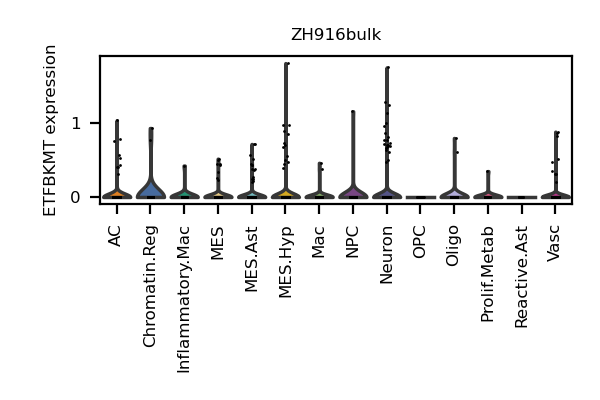 ZH916bulk
ETFBKMT expression
1
0
AC
Chromatin.Reg
Inflammatory.Mac
MES
MES.Ast
MES.Hyp
Mac
NPC
Neuron
OPC
Oligo
Prolif.Metab
Reactive.Ast
Vasc